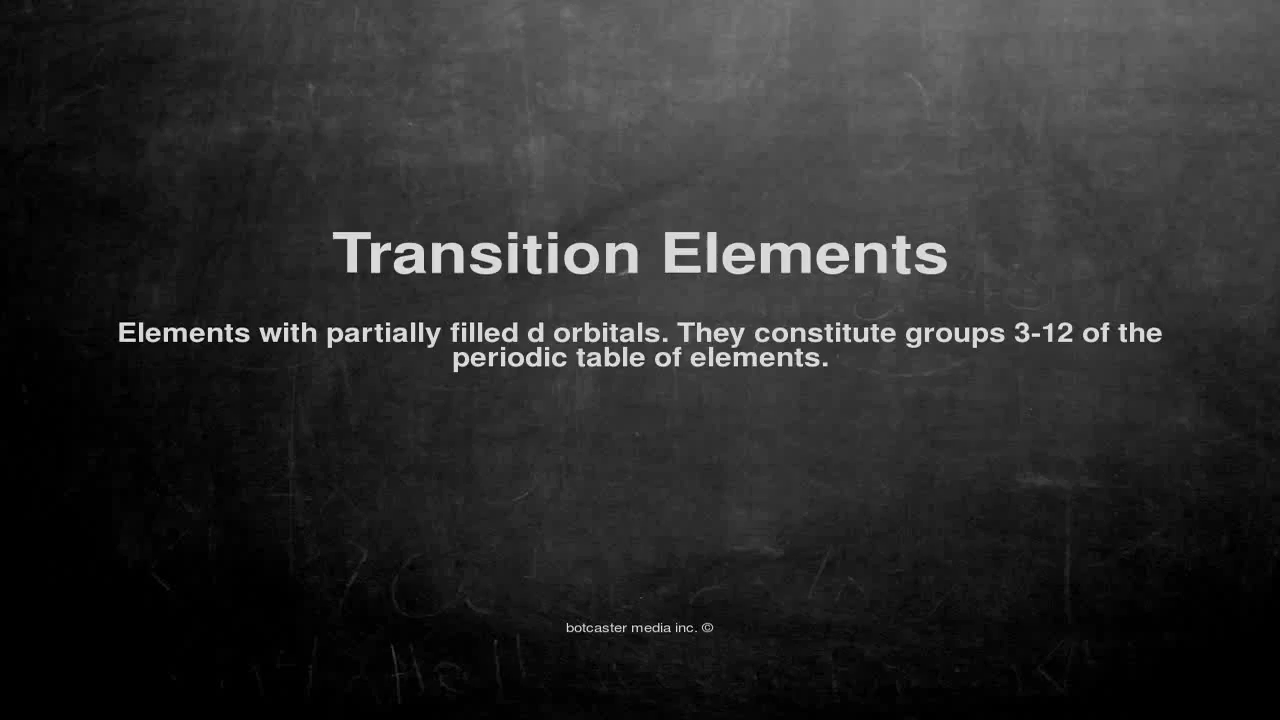 Transition Elements
Elements with partially filled d orbitals. They constitute groups 3-12 of the
periodic table of elements.
botcaster media inc. ©